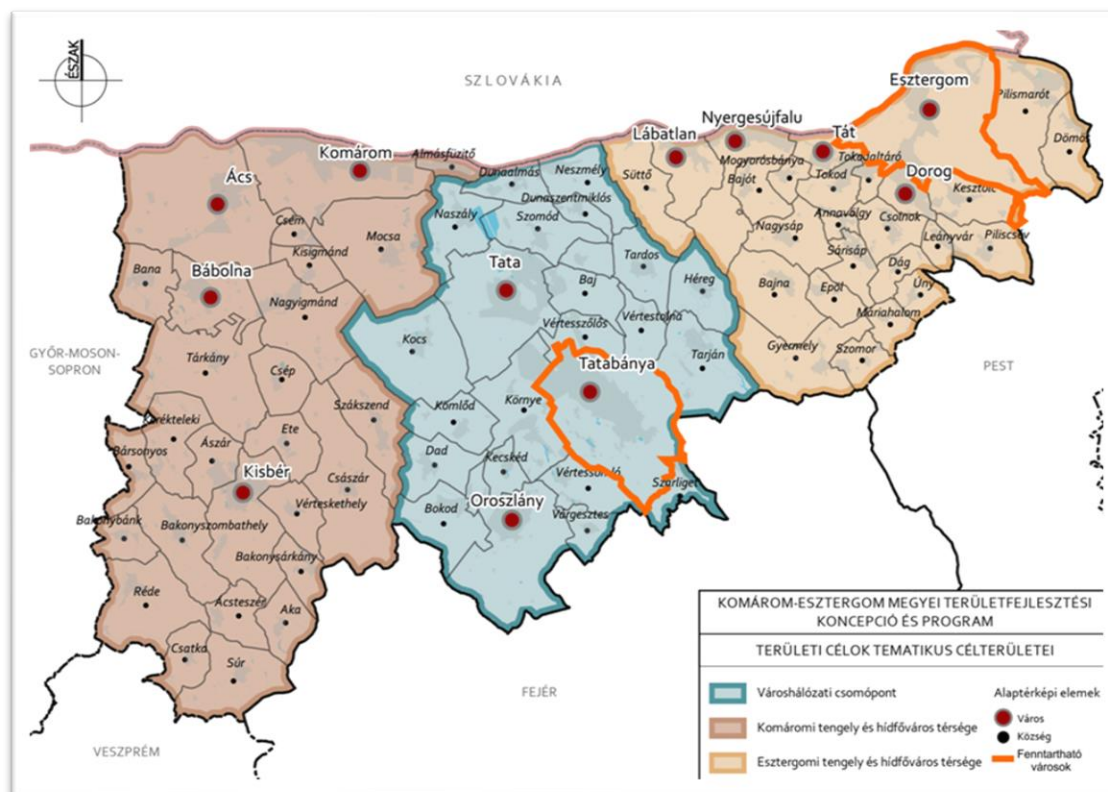 ÉSZAK
SZLOVÁKIA
Esztergom
Pilismarót
Nyergesújfalu
Tát
Lábatlan
Dömös
Komárom
Almásfüzitő
Mogyorósbánya
Tokodaltáró
Neszmély
Dorog
Ács
Dunaalmás
Süttő
Bajót
Tokod
Kesztölc
Dunaszentmiklós
Naszály
Szomód
Annavölgy
Csolnok
Csém
Nagysáp
Leányvár
Piliscsév
Mocsa
Sárisáp
Kisigmánd
Tata
Tardos
Dág
Bana
Bábolna
Baj
Héreg
Bajna
Epöl
Úny
Nagyigmánd
Vértesszőlős
Vértestolna
Máriahalom
GYŐR-MOSON-
SOPRON
Kocs
Gyermely
Szomor
Tárkány
Tatabánya
Tarján
PEST
Csép
Szákszend
Kömlőd
Környe
Kerékteleki
Ete
Bársonyos
Ászár
Dad
Kecskéd
Kisbér
Császár
Vértessomló
Szárliget
Oroszlány
Bakonybánk
Vérteskethely
Bokod
Várgesztes
Bakonyszombathely
Bakonysárkány
Réde
Ácsteszér
Aka
Csatka
Súr
FEJÉR
VESZPRÉM
KOMÁROM-ESZTERGOM MEGYEI TERÜLETFEJLESZTÉSI
KONCEPCIÓ ÉS PROGRAM
TERÜLETI CÉLOK TEMATIKUS CÉLTERÜLETEI
Városhálózati csomópont
Komáromi tengely és hídfőváros térsége
Esztergomi tengely és hídfőváros térsége
Alaptérképi elemek
Város
Község
Fenntartható
városok